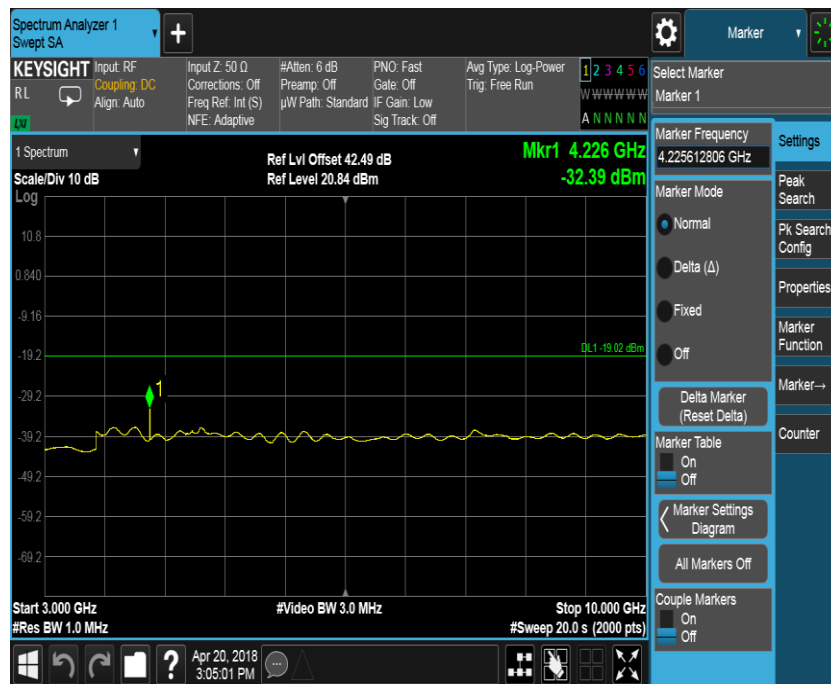 Spectrum Analyzer 1
Swept SA
Marker
KEYSIGHT
RL
LXI
Input: RF
Coupling: DC
Align: Auto
Input Z: 50 Ω
Corrections: Off
Freq Ref: Int (S)
NFE: Adaptive
#Atten: 6 dB
Preamp: Off
µW Path: Standard
PNO: Fast
Gate: Off
IF Gain: Low
Sig Track: Off
Avg Type: Log-Power
Trig: Free Run
1 2 3 4 5 6
W W W W W W
A N N N N N
Select Marker
Marker 1
1 Spectrum
Scale/Div 10 dB
Ref Lvl Offset 42.49 dB
Ref Level 20.84 dBm
Mkr1 4.226 GHz
-32.39 dBm
Log
10.8
0.840
-9.16
-19.2
-29.2
-39.2
-49.2
-59.2
-69.2
DL1 -19.02 dBm
1
Start 3.000 GHz
#Res BW 1.0 MHz
#Video BW 3.0 MHz
Stop 10.000 GHz
#Sweep 20.0 s (2000 pts)
Marker Frequency
4.225612806 GHz
Marker Mode
Normal
Delta (Δ)
Fixed
Off
Delta Marker
(Reset Delta)
Marker Table
On
Off
Marker Settings
Diagram
All Markers Off
Couple Markers
On
Off
Settings
Peak
Search
Pk Search
Config
Properties
Marker
Function
Marker→
Counter
?
Apr 20, 2018
3:05:01 PM